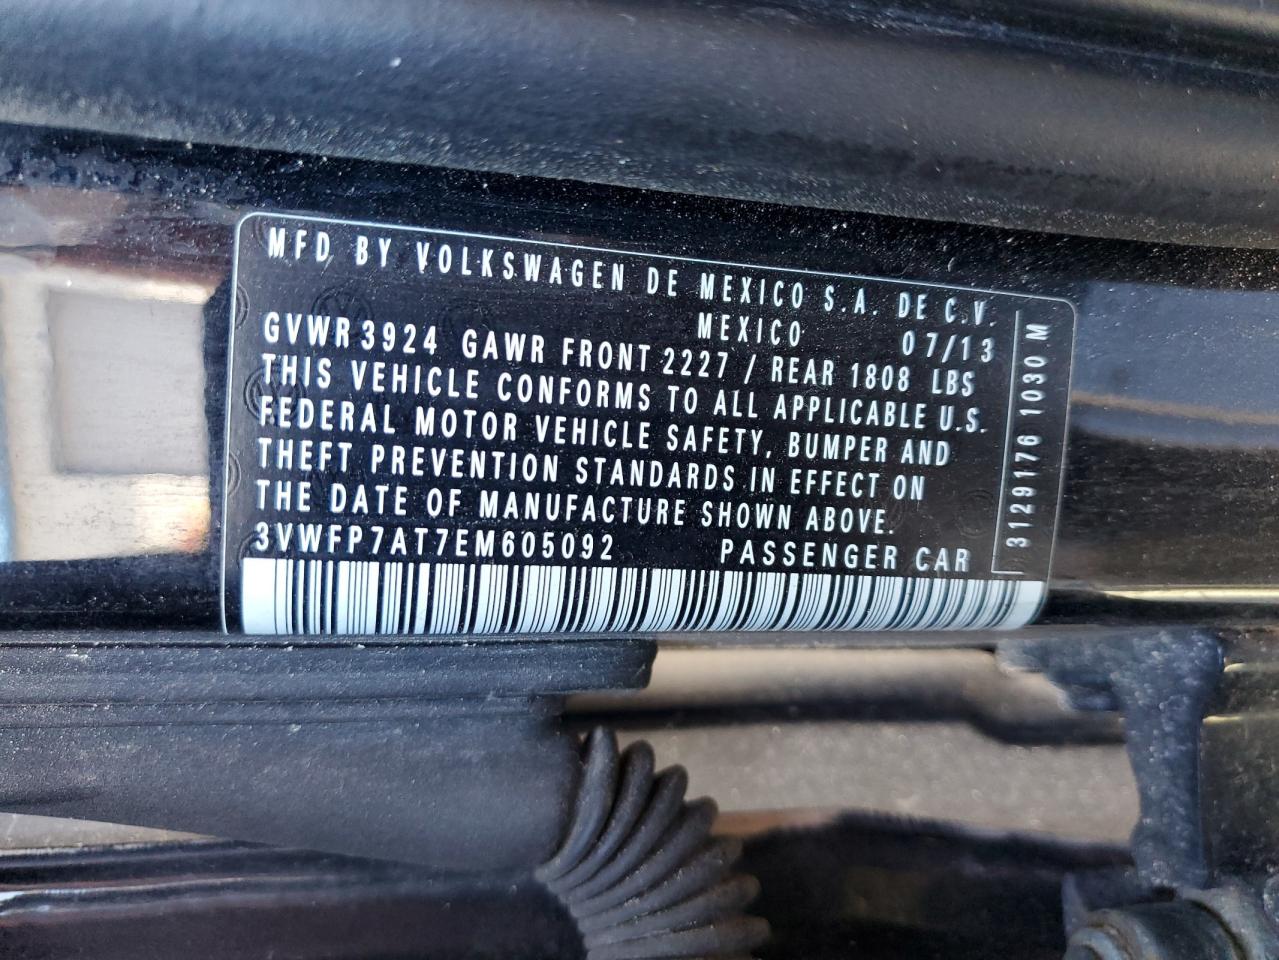 MFD BY VOLKSWAGEN DE MEXICO S.A. DE C.V.
MEXICO 07/13
GVWR 3924 GAWR FRONT 2227 / REAR 1808 LBS
THIS VEHICLE CONFORMS TO ALL APPLICABLE U.S.
FEDERAL MOTOR VEHICLE SAFETY, BUMPER AND
THEFT PREVENTION STANDARDS IN EFFECT ON
THE DATE OF MANUFACTURE SHOWN ABOVE.
3VWFP7AT7EM605092 PASSENGER CAR
3129176 1030 M